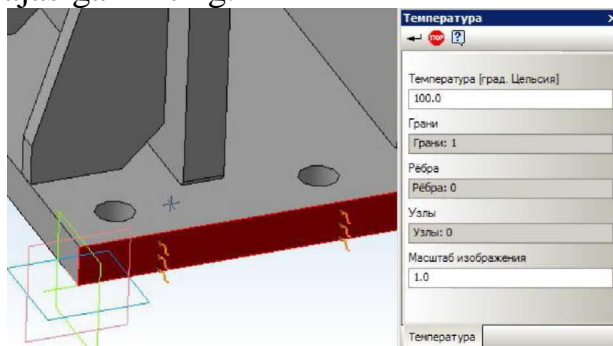 Температура
STOP
Температура [град. Цельсия]
100.0
Грани
Грани: 1
Рёбра
Рёбра: 0
Узлы
Узлы: 0
Масштаб изображения
1.0
Температура